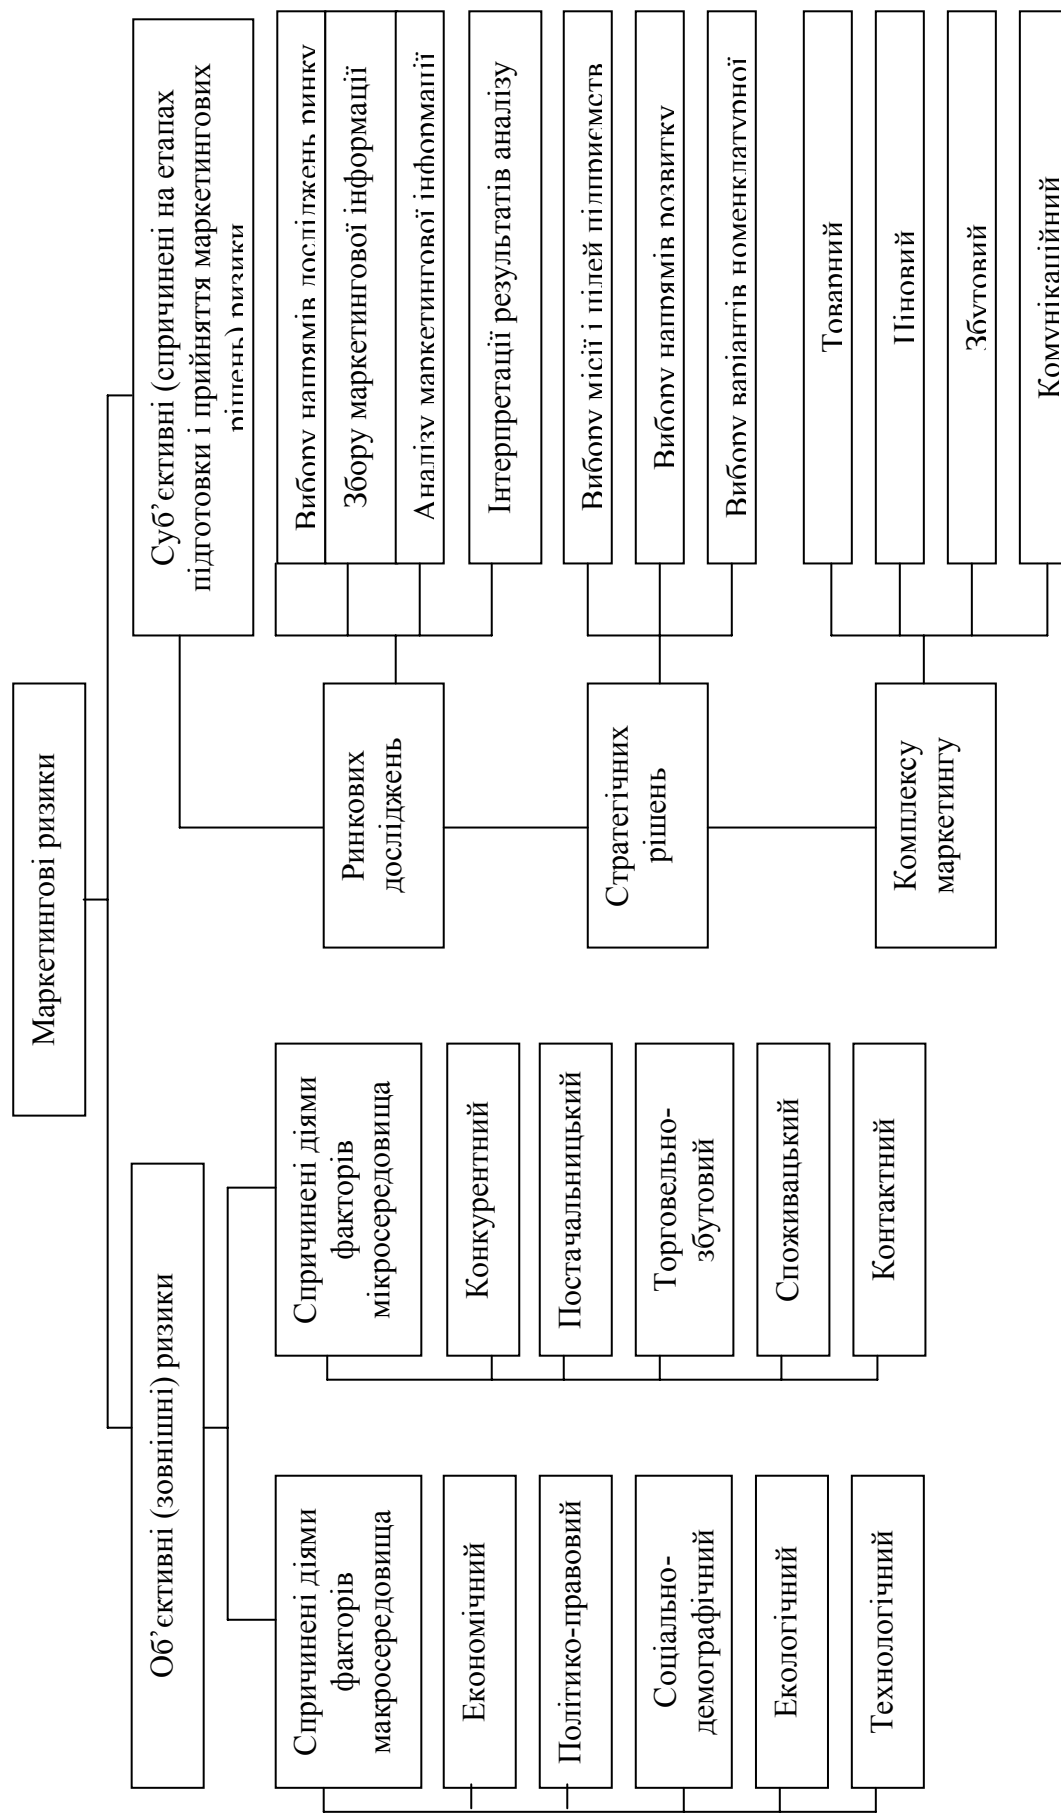 Маркетингові ризики
Об’єктивні (зовнішні) ризики
Спричинені діями
факторів
макросередовища
Економічний
Політико-правовий
Соціально-
демографічний
Екологічний
Технологічний
Спричинені діями
факторів
мікросередовища
Конкурентний
Постачальницький
Торговельно-
збутовий
Споживацький
Контактний
Суб’єктивні (спричинені на етапах
підготовки і прийняття маркетингових
рішень) ризики
Ринкових
досліджень
Вибору напрямів досліджень ринку
Збору маркетингової інформації
Аналізу маркетингової інформації
Інтерпретації результатів аналізу
Стратегічних
рішень
Вибору місії і цілей підприємств
Вибору напрямів розвитку
Вибору варіантів номенклатурної
Комплексу
маркетингу
Товарний
Ціновий
Збутовий
Комунікаційний